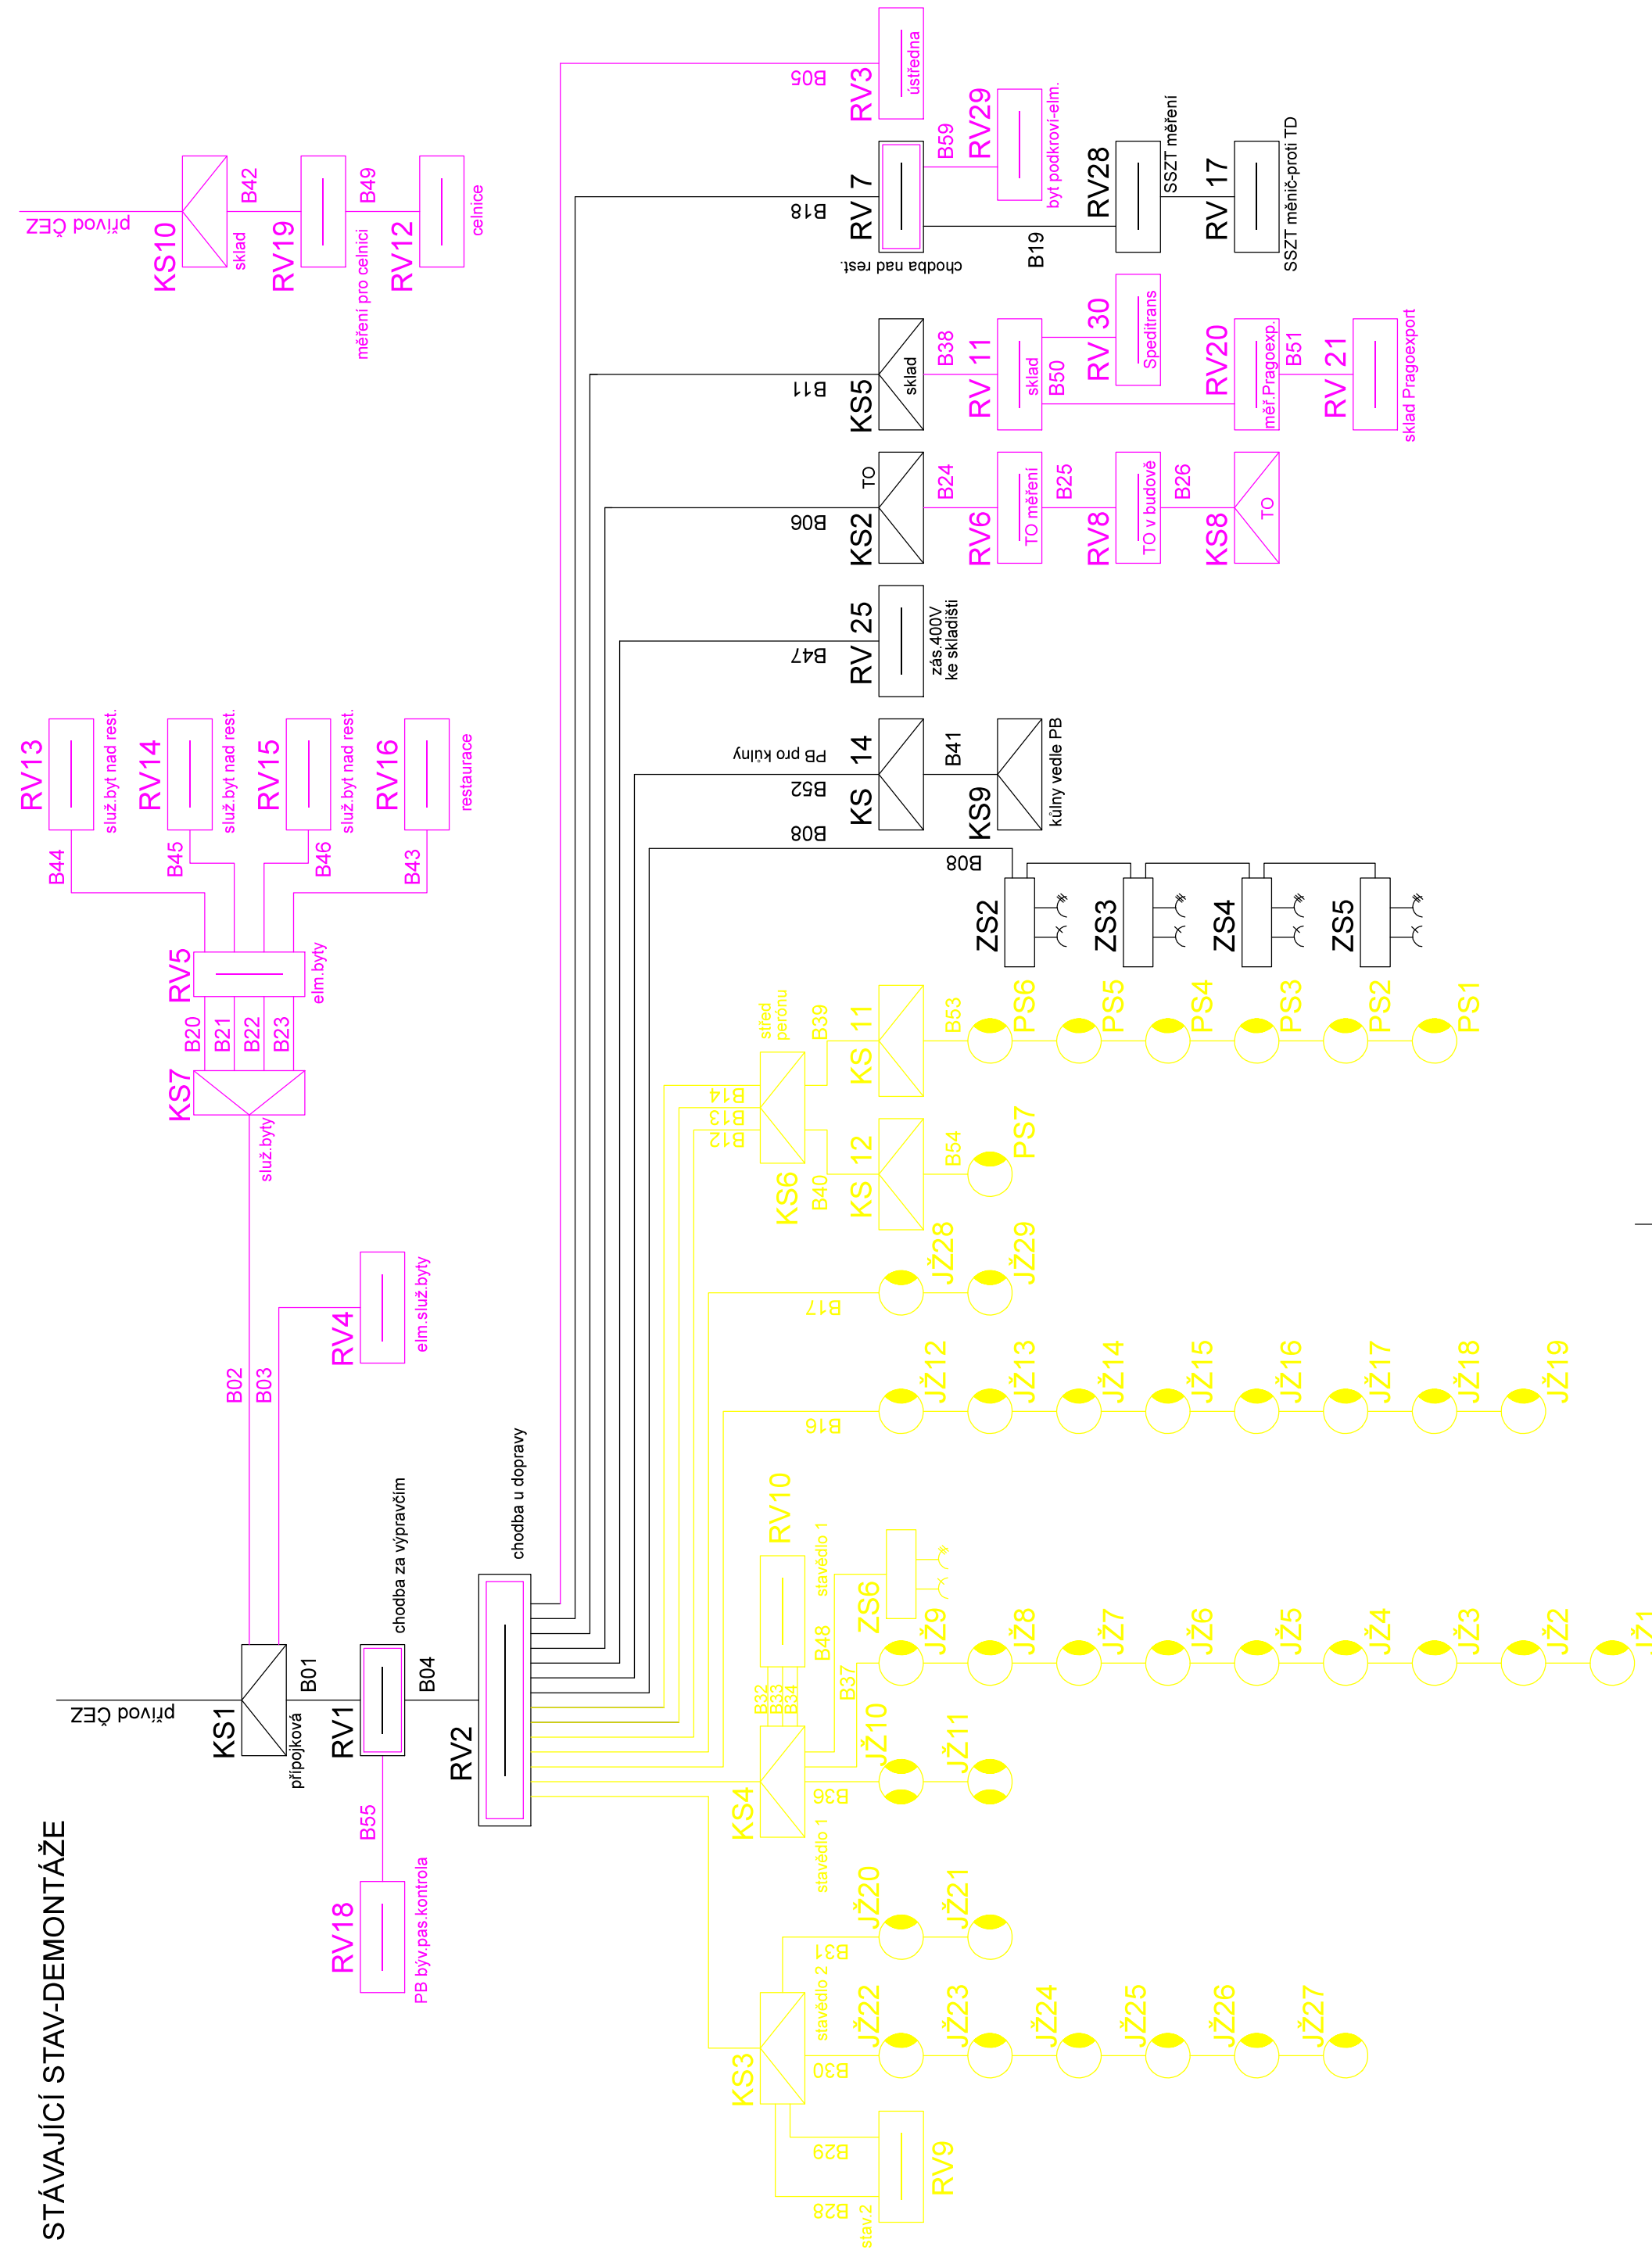 STÁVAJÍCÍ STAV-DEMONTÁŽE
přívod ČEZ
KS1
přípojková
B01
RV1
chodba za výpravčím
B04
RV2
chodba u dopravy
B55
RV18
PB býv.pas.kontrola
B02
B03
RV4
elm.služ.byty
KS7
služ.byty
B20
B21
B22
B23
RV5
elm.byty
B44
B45
B46
B43
RV13
služ.byt nad rest.
RV14
služ.byt nad rest.
RV15
služ.byt nad rest.
RV16
restaurace
přívod ČEZ
KS10
sklad
B42
RV19
měření pro celnici
B49
RV12
celnice
KS3
stavědlo 2
B28
B29
stav.2
RV9
B30
JŽ22
JŽ23
JŽ24
JŽ25
JŽ26
JŽ27
B31
JŽ20
JŽ21
KS4
stavědlo 1
B32
B33
B34
RV10
stavědlo 1
B36
JŽ10
JŽ11
B37
JŽ9
JŽ8
JŽ7
JŽ6
JŽ5
JŽ4
JŽ3
JŽ2
JŽ1
B48
ZS6
B16
JŽ12
JŽ13
JŽ14
JŽ15
JŽ16
JŽ17
JŽ18
JŽ19
B17
JŽ28
JŽ29
B12
B13
B14
KS6
střed
perónu
B40
KS 12
B54
PS7
B39
KS 11
B53
PS6
PS5
PS4
PS3
PS2
PS1
B08
B08
ZS2
ZS3
ZS4
ZS5
B52
PB pro kůlny
KS 14
B41
KS9
kůlny vedle PB
B47
RV 25
zás.400V
ke skladišti
B06
KS2
TO
B24
RV6
TO měření
B25
RV8
TO v budově
B26
KS8
TO
B11
KS5
sklad
B38
RV 11
sklad
B50
RV 30
Speditrans
RV20
měř.Pragoexp.
B51
RV 21
sklad Pragoexport
B18
RV 7
chodba nad rest.
B19
RV28
SSZT měření
RV 17
SSZT měnič-proti TD
B59
RV29
byt podkroví-elm.
B05
RV3
ústředna